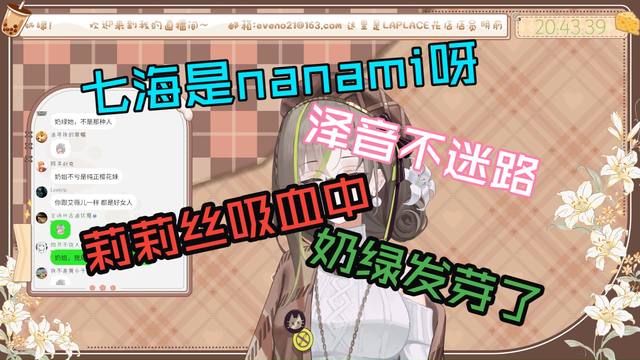 欢迎来到我的直播间～ 邮箱:eveno21@163.com 这里是LAPLACE花店店员明前
20:43:39
七海是nanami呀
泽音不迷路
莉莉丝吸血中
奶绿发芽了
奶绿她，不是那种人
奶姐不亏是纯正樱花妹
你跟艾薇儿一样 都是好女人